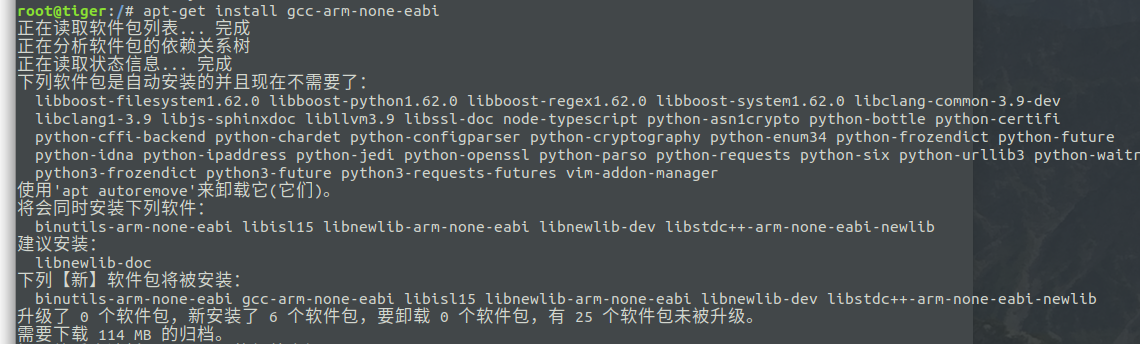 root@tiger:/# apt-get install gcc-arm-none-eabi
正在读取软件包列表... 完成
正在分析软件包的依赖关系树
正在读取状态信息... 完成
下列软件包是自动安装的并且现在不需要了：
libboost-filesystem1.62.0 libboost-python1.62.0 libboost-regex1.62.0 libboost-system1.62.0 libclang-common-3.9-dev
libclang1-3.9 libjs-sphinxdoc libllvm3.9 libssl-doc node-typescript python-asn1crypto python-bottle python-certifi
python-cffi-backend python-chardet python-configparser python-cryptography python-enum34 python-frozendict python-future
python-idna python-ipaddress python-jedi python-openssl python-parso python-requests python-six python-urllib3 python-waitr
python3-frozendict python3-future python3-requests-futures vim-addon-manager
使用'apt autoremove'来卸载它(它们)。
将会同时安装下列软件：
binutils-arm-none-eabi libisl15 libnewlib-arm-none-eabi libnewlib-dev libstdc++-arm-none-eabi-newlib
建议安装：
libnewlib-doc
下列【新】软件包将被安装：
binutils-arm-none-eabi gcc-arm-none-eabi libisl15 libnewlib-arm-none-eabi libnewlib-dev libstdc++-arm-none-eabi-newlib
升级了 0 个软件包，新安装了 6 个软件包，要卸载 0 个软件包，有 25 个软件包未被升级。
需要下载 114 MB 的归档。